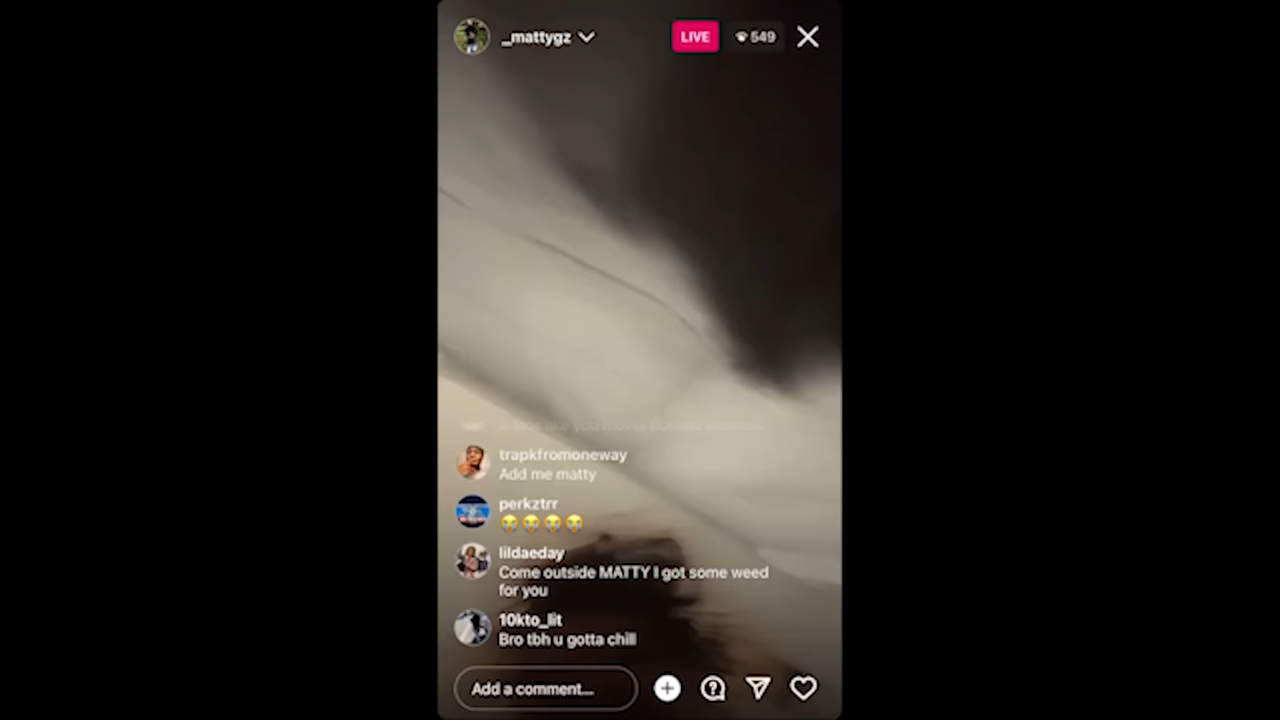 _mattygz
LIVE
549
trapkfromoneway
Add me matty
perkztrr
😭😭😭😭
lildaeday
Come outside MATTY I got some weed
for you
10kto_lit
Bro tbh u gotta chill
Add a comment...